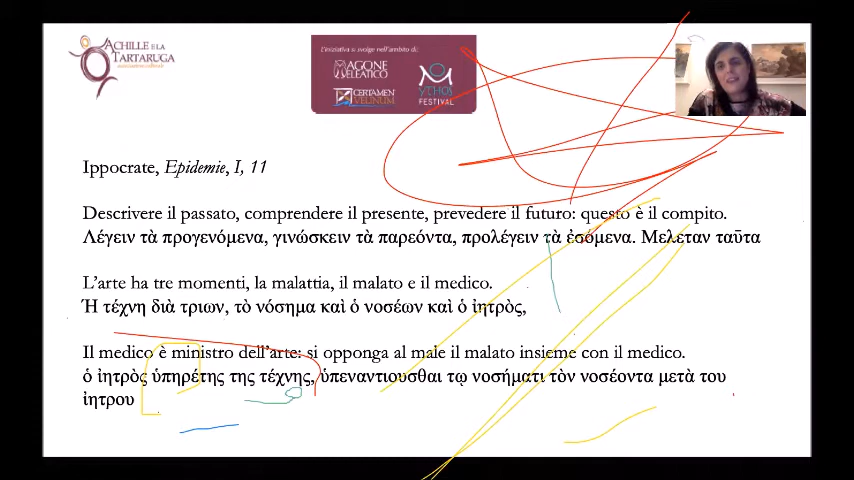 ACHILLE E LA
TARTARUGA
associazione culturale
L'iniziativa si svolge nell'ambito di:
AGONE
ELEATICO
CERTAMEN
VELINUM
MYTHOS
FESTIVAL
Ippocrate, Epidemie, I, 11
Descrivere il passato, comprendere il presente, prevedere il futuro: questo è il compito.
Λέγειν τὰ προγενόμενα, γινώσκειν τὰ παρεόντα, προλέγειν τὰ ἐσόμενα. Μελεταν ταῦτα
L'arte ha tre momenti, la malattia, il malato e il medico.
Ἡ τέχνη διὰ τριων, τὸ νόσημα καὶ ὁ νοσέων καὶ ὁ ἰητρὸς,
Il medico è ministro dell'arte: si opponga al male il malato insieme con il medico.
ὁ ἰητρὸς ὑπηρέτης της τέχνης, ὑπεναντιουσθαι τῳ νοσήματι τὸν νοσέοντα μετὰ του
ἰητρου